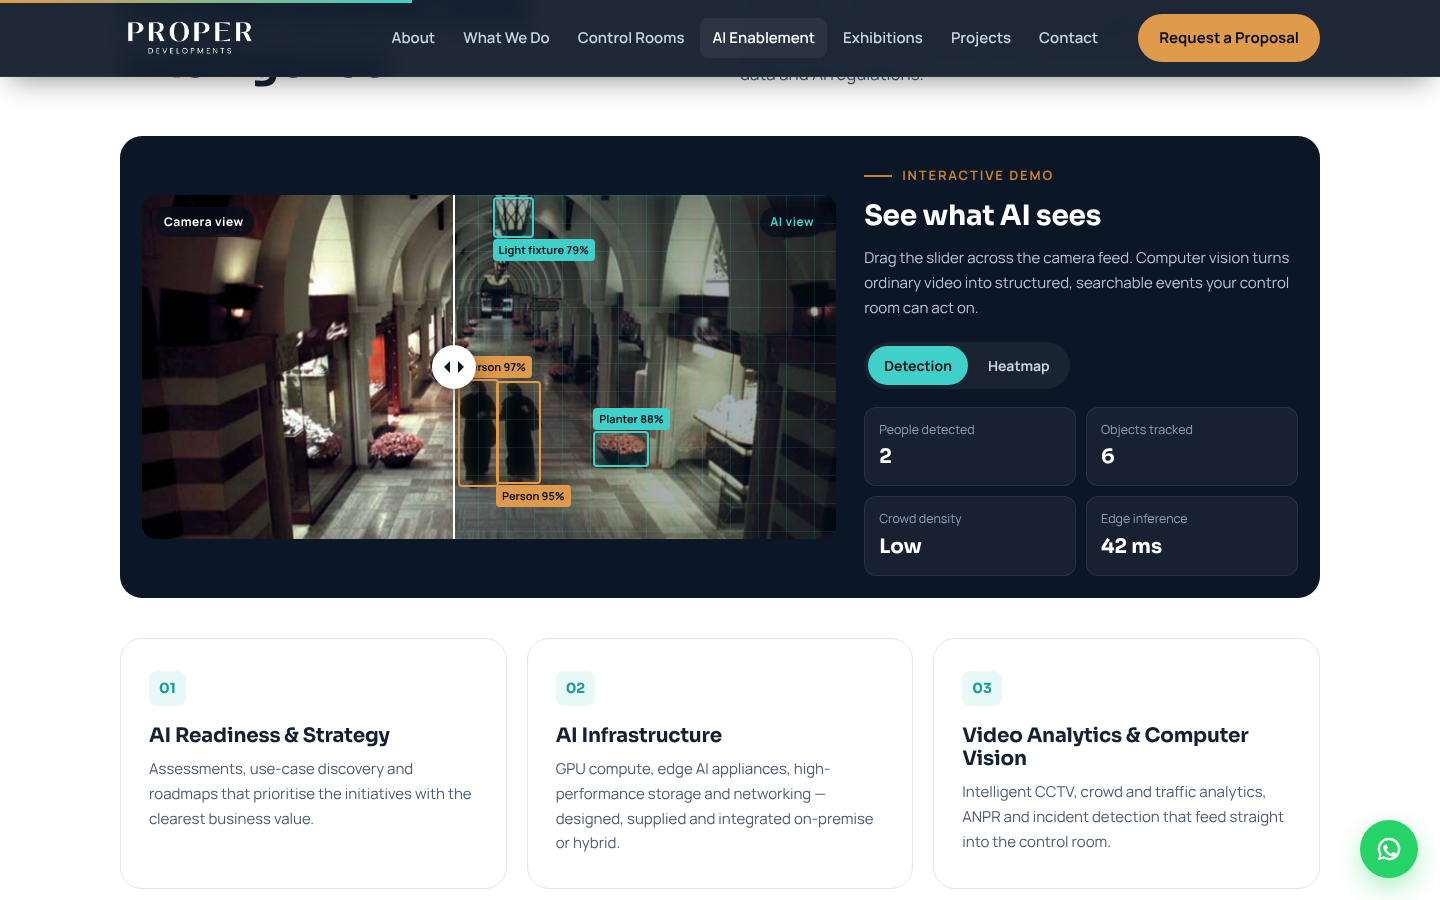 PROPER
DEVELOPMENTS
About
What We Do
Control Rooms
AI Enablement
Exhibitions
Projects
Contact
Request a Proposal
data and AI regulations.
Camera view
AI view
Light fixture 79%
erson 97%
Planter 88%
Person 95%
INTERACTIVE DEMO
See what AI sees
Drag the slider across the camera feed. Computer vision turns
ordinary video into structured, searchable events your control
room can act on.
Detection
Heatmap
People detected
2
Objects tracked
6
Crowd density
Low
Edge inference
42 ms
01
AI Readiness & Strategy
Assessments, use-case discovery and
roadmaps that prioritise the initiatives with the
clearest business value.
02
AI Infrastructure
GPU compute, edge AI appliances, high-
performance storage and networking —
designed, supplied and integrated on-premise
or hybrid.
03
Video Analytics & Computer
Vision
Intelligent CCTV, crowd and traffic analytics,
ANPR and incident detection that feed straight
into the control room.